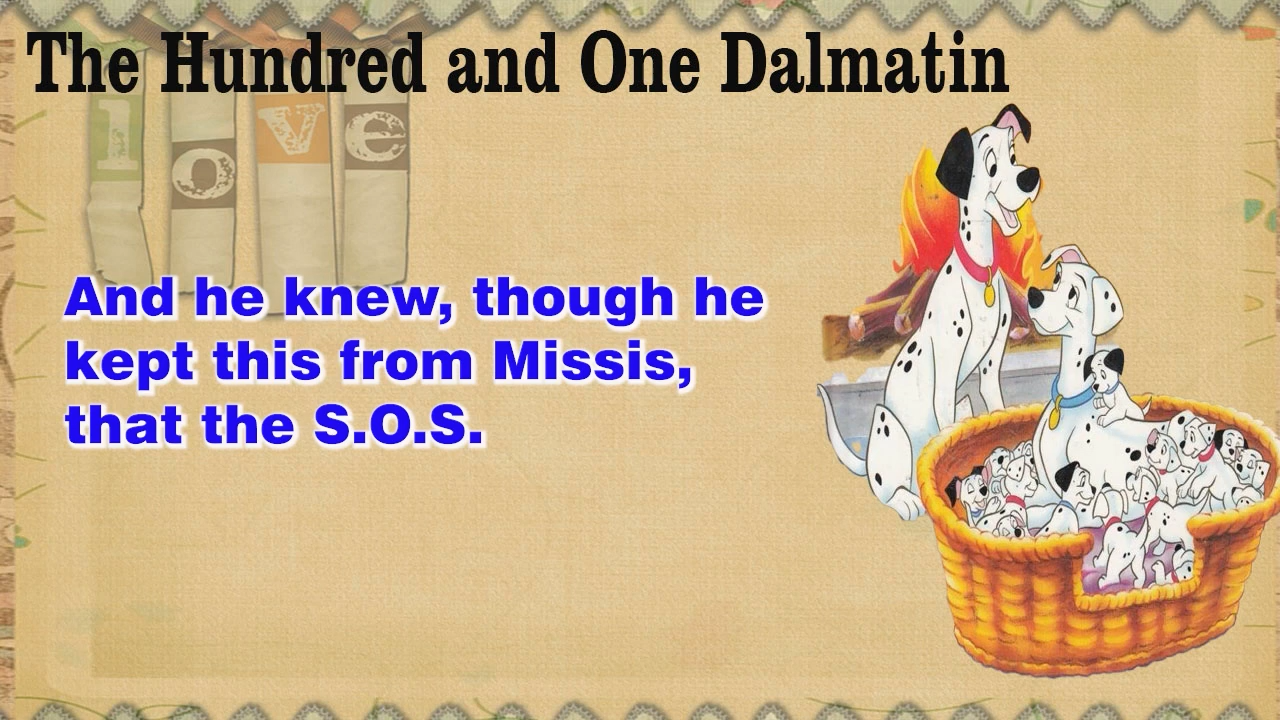 The Hundred and One Dalmatin
love
And he knew, though he
kept this from Missis,
that the S.O.S.